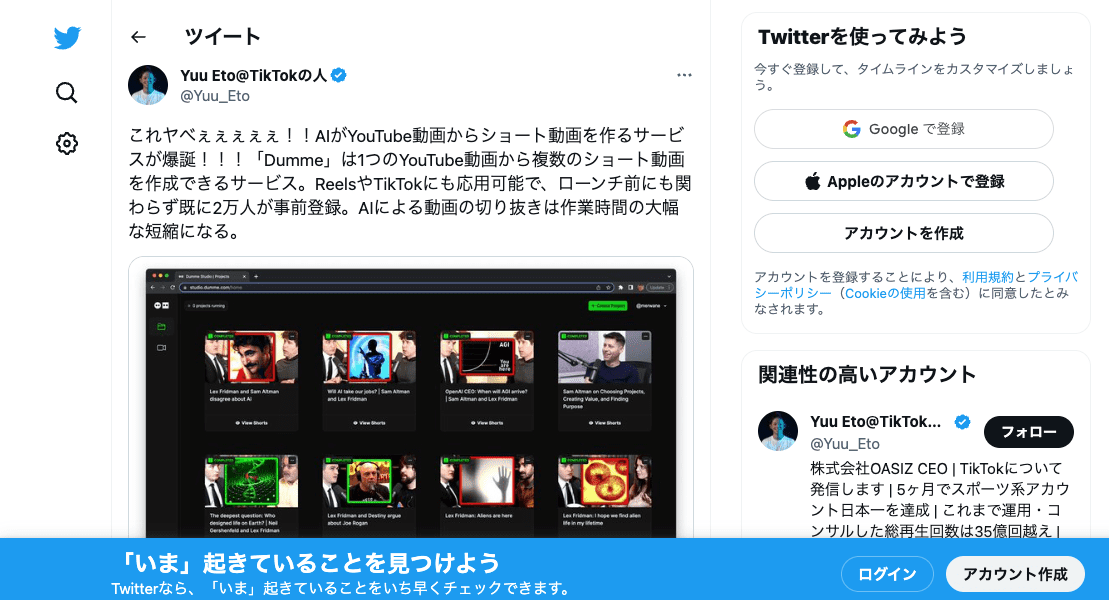 ツイート
Yuu Eto@TikTokの人
@Yuu_Eto
これヤベぇぇぇぇぇ！！AIがYouTube動画からショート動画を作るサービ
スが爆誕！！！「Dumme」は1つのYouTube動画から複数のショート動画
を作成できるサービス。ReelsやTikTokにも応用可能で、ローンチ前にも関
わらず既に2万人が事前登録。AIによる動画の切り抜きは作業時間の大幅
な短縮になる。
Dumme Studio | Projects
studio.dumme.com/home
Update
0 projects running
+ Create Project
@merwane
COMPLETED
COMPLETED
COMPLETED
COMPLETED
AGI
You are
here
Lex Fridman and Sam Altman
disagree about AI
View Shorts
Will AI take our jobs? | Sam Altman
and Lex Fridman
View Shorts
OpenAI CEO: When will AGI arrive?
| Sam Altman and Lex Fridman
View Shorts
Sam Altman on Choosing Projects,
Creating Value, and Finding
Purpose
View Shorts
COMPLETED
COMPLETED
COMPLETED
COMPLETED
The deepest question: Who
designed life on Earth? | Neil
Gershenfeld and Lex Fridman
Lex Fridman and Destiny argue
about Joe Rogan
Lex Fridman: Aliens are here
Lex Fridman: I hope we find alien
life in my lifetime
Twitterを使ってみよう
今すぐ登録して、タイムラインをカスタマイズしましょ
う。
Google で登録
Appleのアカウントで登録
アカウントを作成
アカウントを登録することにより、利用規約とプライバ
シーポリシー（Cookieの使用を含む）に同意したとみ
なされます。
関連性の高いアカウント
Yuu Eto@TikTok...
@Yuu_Eto
フォロー
株式会社OASIZ CEO | TikTokについて
発信します | 5ヶ月でスポーツ系アカウ
ント日本一を達成 | これまで運用・コ
ンサルした総再生回数は35億回越え |
「いま」起きていることを見つけよう
Twitterなら、「いま」起きていることをいち早くチェックできます。
ログイン
アカウント作成